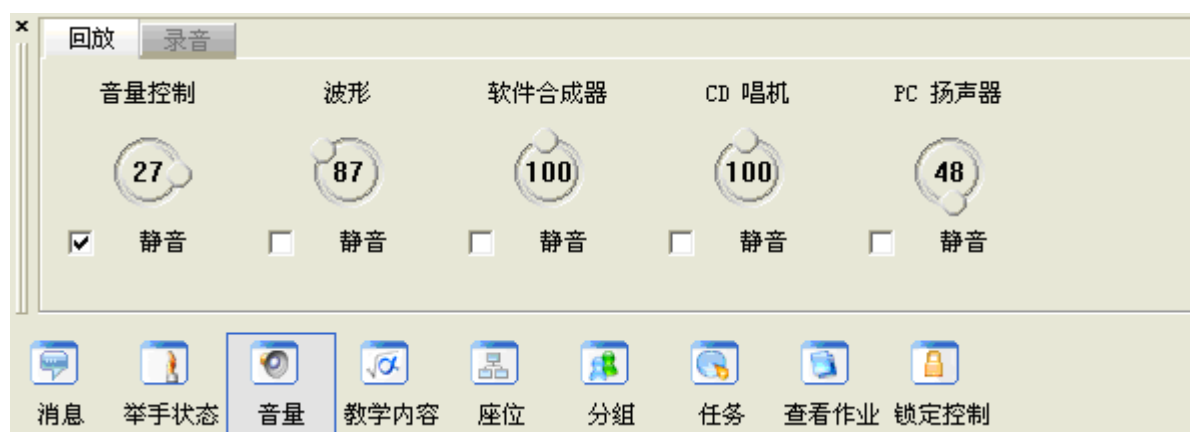 回放 录音
音量控制 波形 软件合成器 CD 唱机 PC 扬声器
27 87 100 100 48
静音 静音 静音 静音 静音
消息 举手状态 音量 教学内容 座位 分组 任务 查看作业 锁定控制